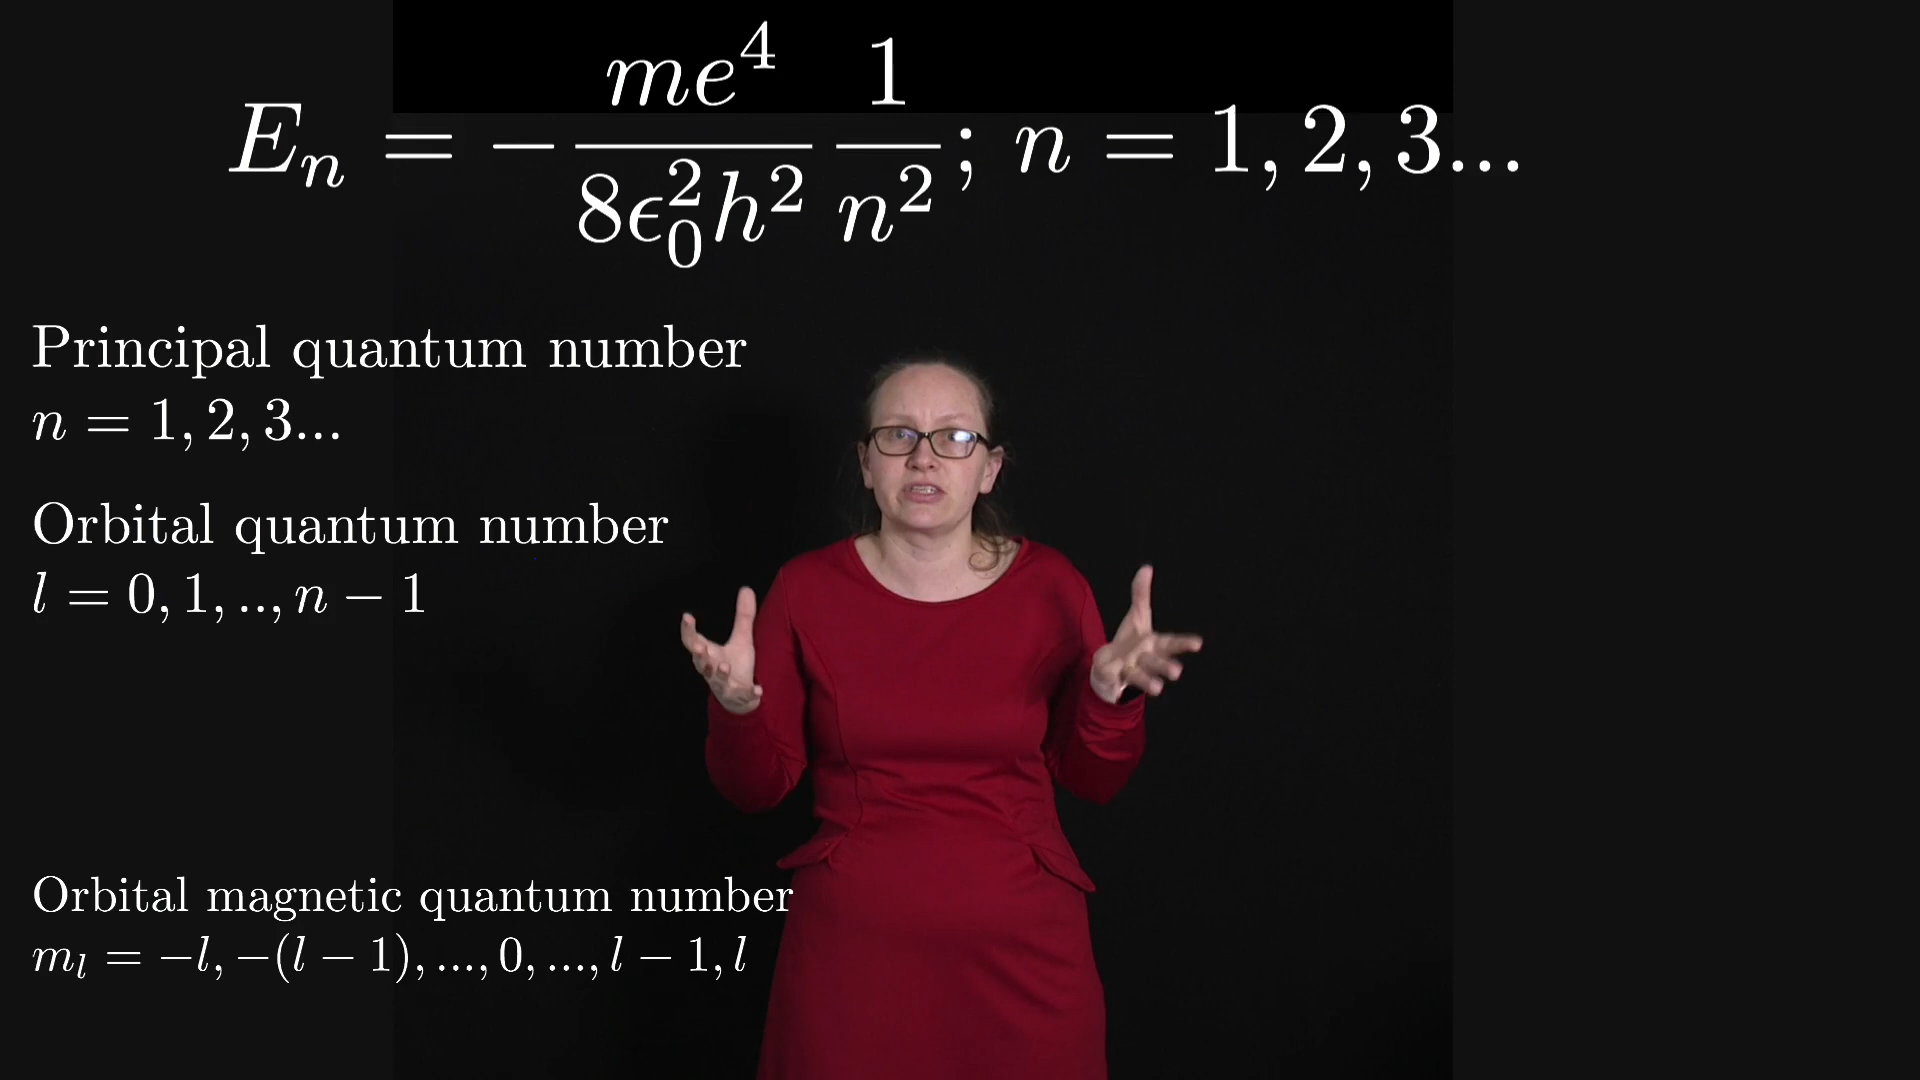 E_n = -\frac{me^4}{8\epsilon_0^2h^2}\frac{1}{n^2}; n = 1, 2, 3...
Principal quantum number
n = 1, 2, 3...
Orbital quantum number
l = 0, 1, .., n − 1
Orbital magnetic quantum number
m_l = −l, −(l − 1), ..., 0, ..., l − 1, l